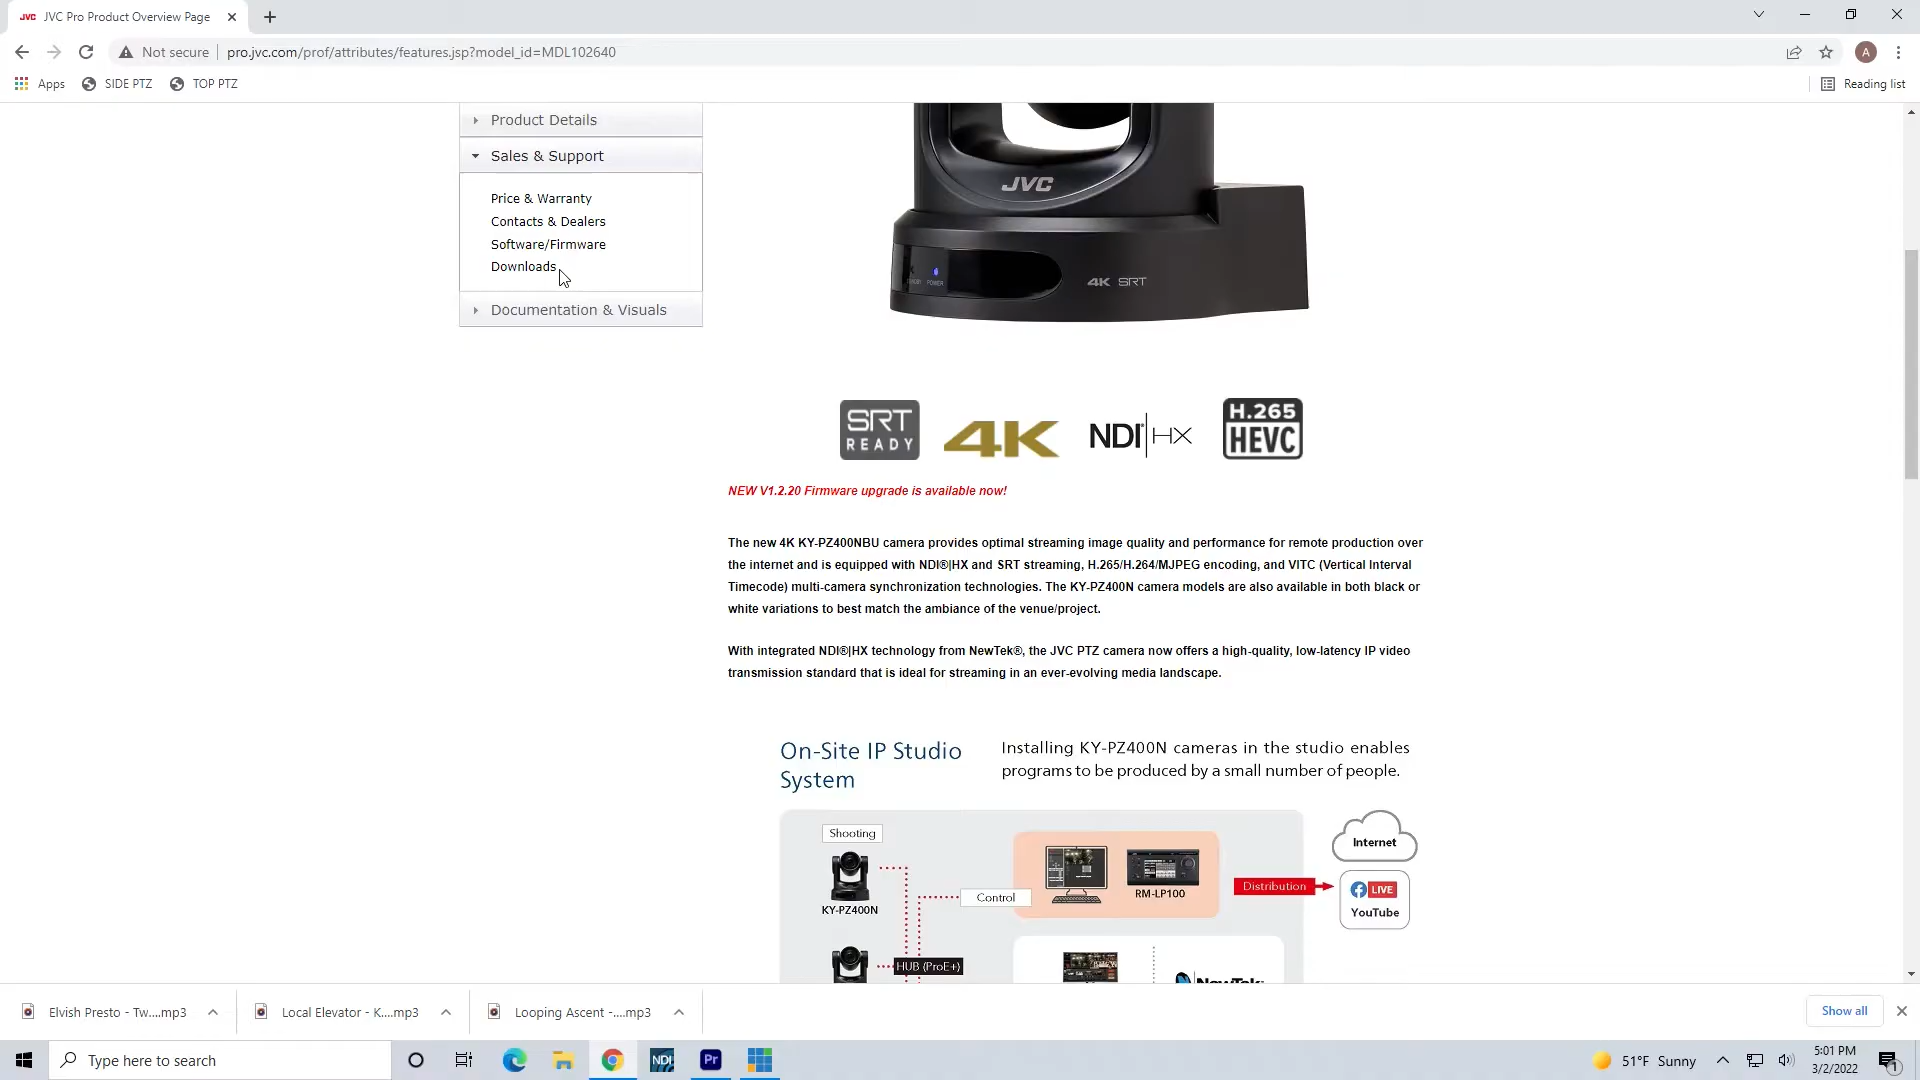 JVC JVC Pro Product Overview Page
Not secure pro.jvc.com/prof/attributes/features.jsp?model_id=MDL102640 A
Apps SIDE PTZ TOP PTZ Reading list
Product Details
Sales & Support
Price & Warranty
Contacts & Dealers
Software/Firmware
Downloads
Documentation & Visuals
JVC
POWER
4K SRT
SRT
READY
4K
NDI® HX
H.265
HEVC
NEW V1.2.20 Firmware upgrade is available now!
The new 4K KY-PZ400NBU camera provides optimal streaming image quality and performance for remote production over
the internet and is equipped with NDI®|HX and SRT streaming, H.265/H.264/MJPEG encoding, and VITC (Vertical Interval
Timecode) multi-camera synchronization technologies. The KY-PZ400N camera models are also available in both black or
white variations to best match the ambiance of the venue/project.
With integrated NDI®|HX technology from NewTek®, the JVC PTZ camera now offers a high-quality, low-latency IP video
transmission standard that is ideal for streaming in an ever-evolving media landscape.
On-Site IP Studio
System
Installing KY-PZ400N cameras in the studio enables
programs to be produced by a small number of people.
Shooting
KY-PZ400N
Control
RM-LP100
Distribution
Internet
LIVE
YouTube
HUB (ProE+)
NewTek
Elvish Presto - Tw....mp3
Local Elevator - K....mp3
Looping Ascent -....mp3
Show all
Type here to search
NDI
Pr
51°F Sunny
5:01 PM
3/2/2022
1